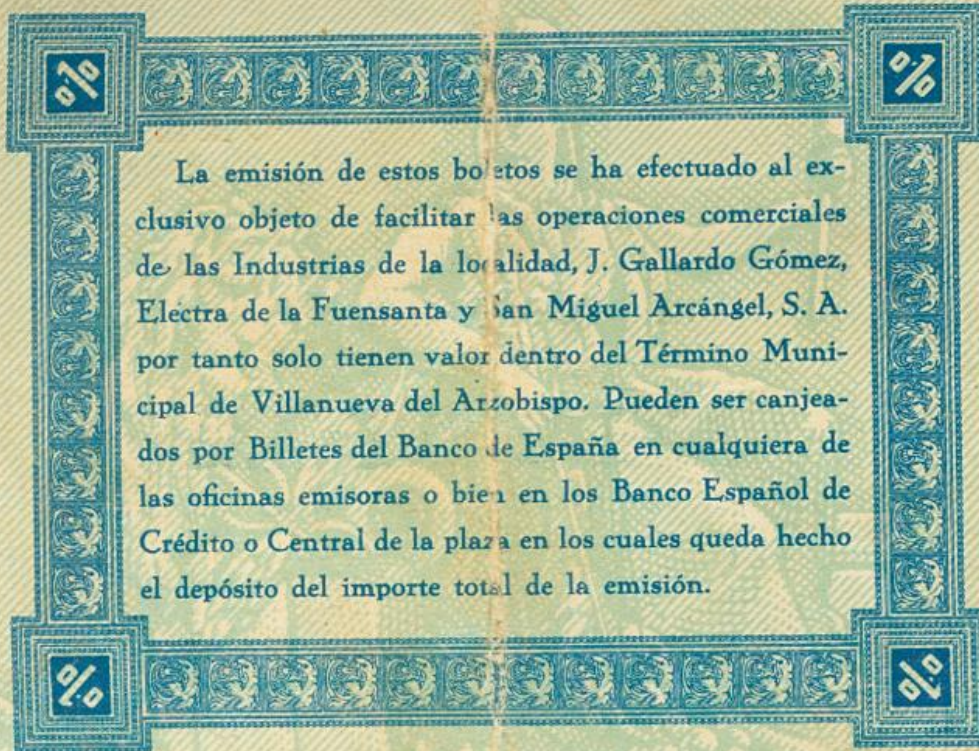 % %
La emisión de estos boletos se ha efectuado al ex-
clusivo objeto de facilitar las operaciones comerciales
de las Industrias de la localidad, J. Gallardo Gómez,
Electra de la Fuensanta y San Miguel Arcángel, S. A.
por tanto solo tienen valor dentro del Término Muni-
cipal de Villanueva del Arzobispo. Pueden ser canjea-
dos por Billetes del Banco de España en cualquiera de
las oficinas emisoras o bien en los Banco Español de
Crédito o Central de la plaza en los cuales queda hecho
el depósito del importe total de la emisión.
% %